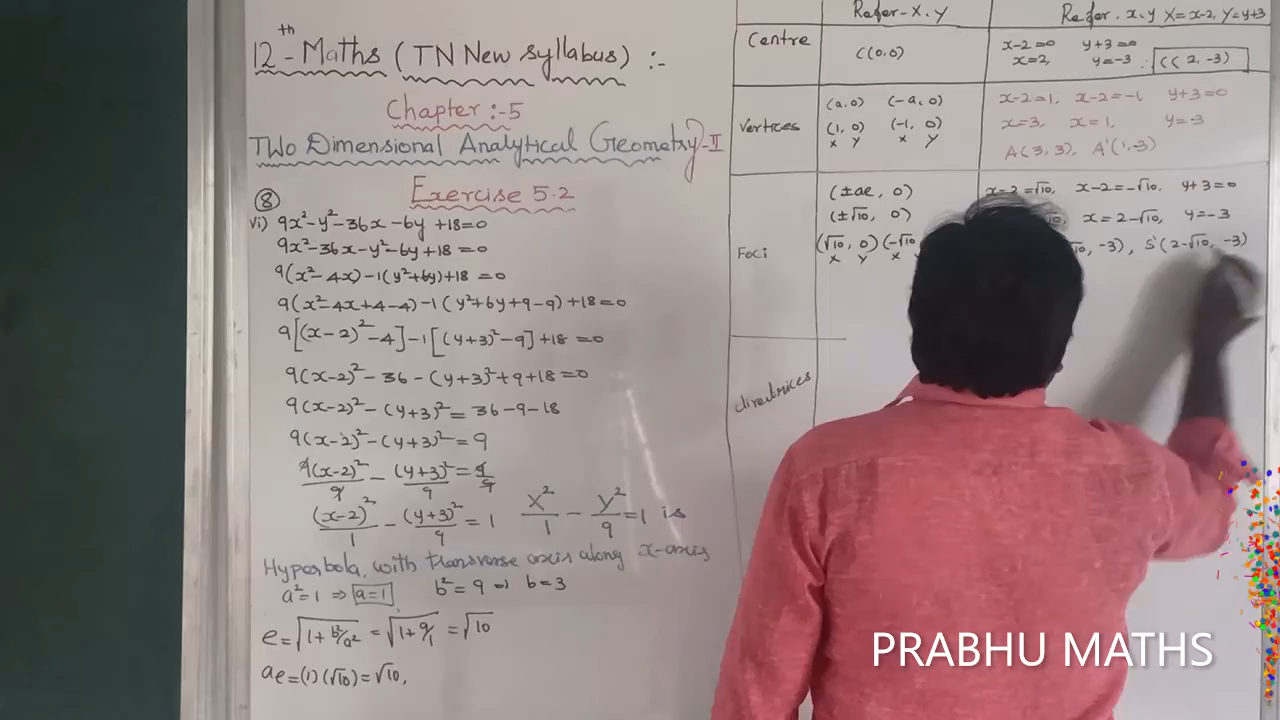 12th - Maths (TN New syllabus) :-
Chapter :-5
Two Dimensional Analytical Geometry-II
Exercise 5.2
⑧
vi) 9x²-y²-36x-6y+18=0
9x²-36x-y²-6y+18=0
9(x²-4x)-1(y²+6y)+18=0
9(x²-4x+4-4)-1(y²+6y+9-9)+18=0
9[(x-2)²-4]-1[(y+3)²-9]+18=0
9(x-2)²-36-(y+3)²+9+18=0
9(x-2)²-(y+3)²=36-9-18
9(x-2)²-(y+3)²=9
9(x-2)²/9 - (y+3)²/9 = 9/9
(x-2)²/1 - (y+3)²/9 = 1 X²/1 - Y²/9 = 1 is
Hyperbola, with transverse axis along x-axis
a²=1 ⇒ a=1 b²=9 ⇒ b=3
e=√(1+b²/a²) = √(1+9/1) = √10
ae=(1)(√10)=√10,
Refer-X.Y Refer. x.y X=x-2, Y=y+3
Centre C(0,0) x-2=0 y+3=0
x=2, y=-3 ∴ C(2,-3)
Vertices (a,0) (-a,0) x-2=1, x-2=-1, y+3=0
(1,0) (-1,0) x=3, x=1, y=-3
x y x y A(3,3), A'(1,-3)
Foci (±ae, 0) x-2=√10, x-2=-√10, y+3=0
(±√10, 0) x=2-√10, y=-3
(√10, 0) (-√10 √10, -3), S'(2-√10, -3)
x y x
directrices
PRABHU MATHS